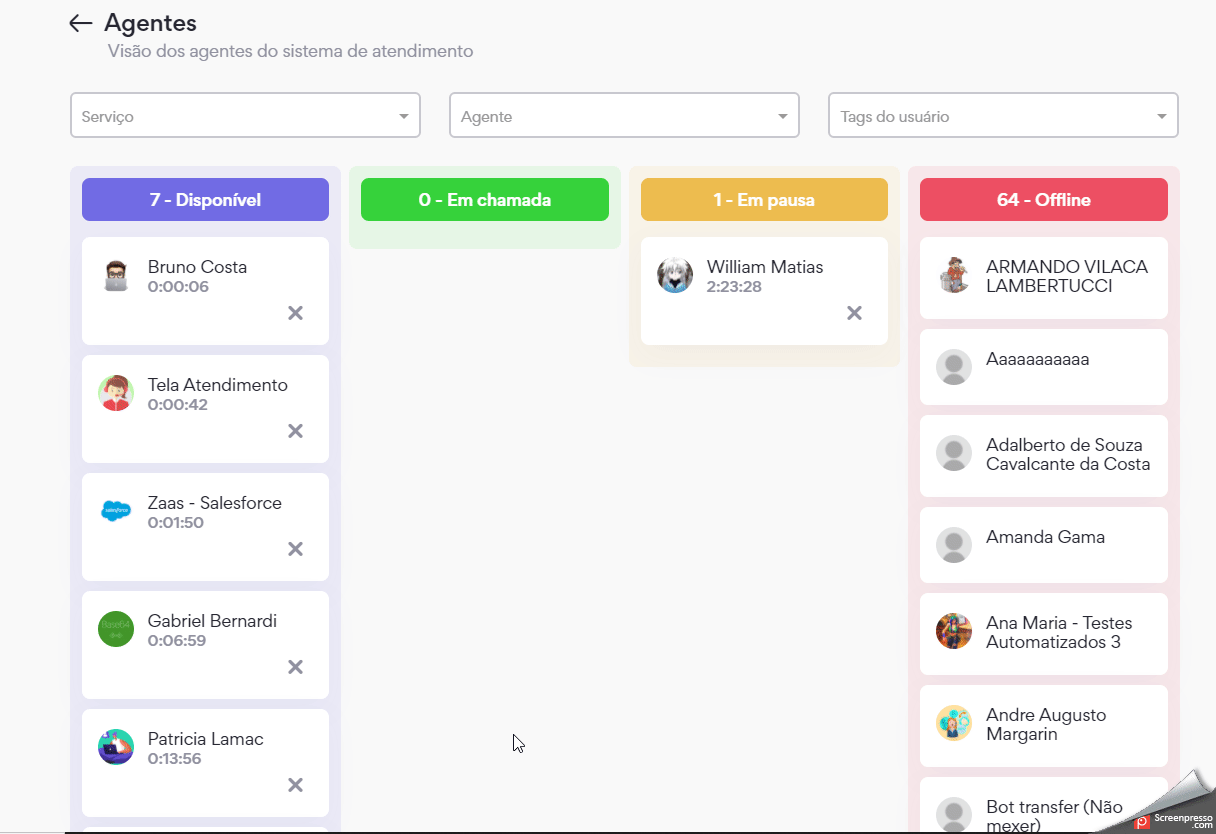 Agentes
Visão dos agentes do sistema de atendimento
Serviço
Agente
Tags do usuário
7 - Disponível
Bruno Costa
0:00:06
Tela Atendimento
0:00:42
Zaas - Salesforce
0:01:50
Gabriel Bernardi
0:06:59
Patricia Lamac
0:13:56
0 - Em chamada
1 - Em pausa
William Matias
2:23:28
64 - Offline
ARMANDO VILACA
LAMBERTUCCI
Aaaaaaaaaaa
Adalberto de Souza
Cavalcante da Costa
Amanda Gama
Ana Maria - Testes
Automatizados 3
Andre Augusto
Margarin
Bot transfer (Não
mexer)
salesforce
Base64
Screenpresso
.com